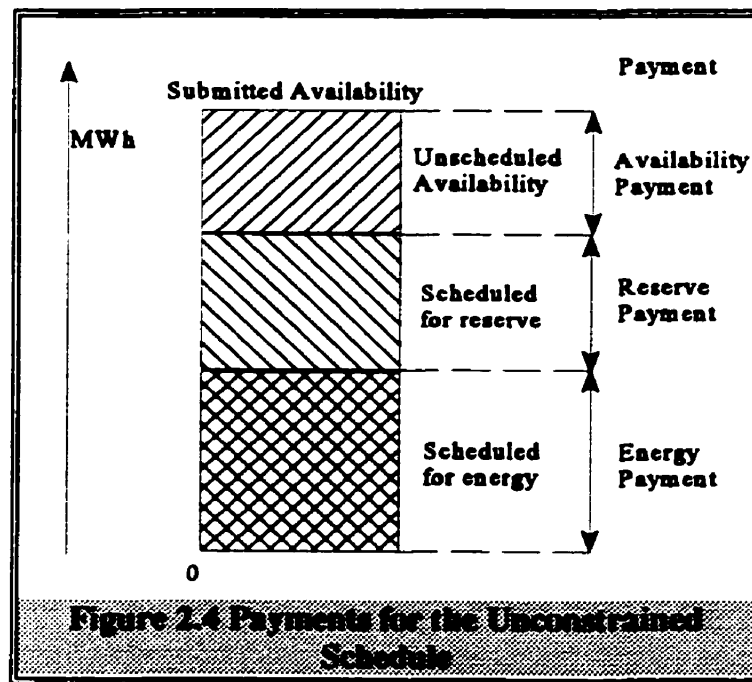 Payment
Submitted Availability
MWh
Unscheduled
Availability
Availability
Payment
Scheduled
for reserve
Reserve
Payment
Scheduled
for energy
Energy
Payment
0
Figure 2.4 Payments for the Unconstrained
Schedule